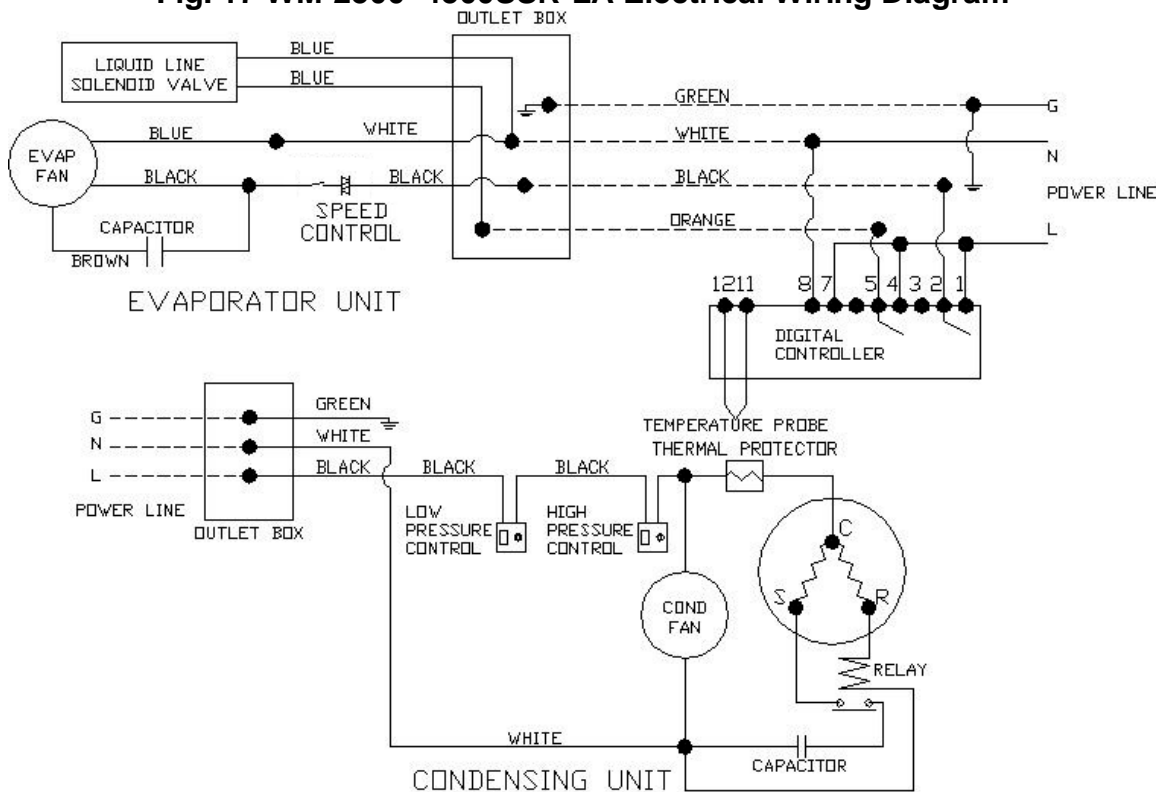 OUTLET BOX
LIQUID LINE
SOLENOID VALVE
BLUE
BLUE
GREEN
G
EVAP
FAN
BLUE
WHITE
WHITE
N
BLACK
BLACK
BLACK
POWER LINE
SPEED
CONTROL
CAPACITOR
BROWN
ORANGE
L
EVAPORATOR UNIT
12 11 8 7 5 4 3 2 1
DIGITAL
CONTROLLER
TEMPERATURE PROBE
G
GREEN
N
WHITE
L
BLACK
BLACK
BLACK
THERMAL PROTECTOR
POWER LINE
OUTLET BOX
LOW
PRESSURE
CONTROL
HIGH
PRESSURE
CONTROL
C
S
R
COND
FAN
RELAY
WHITE
CAPACITOR
CONDENSING UNIT